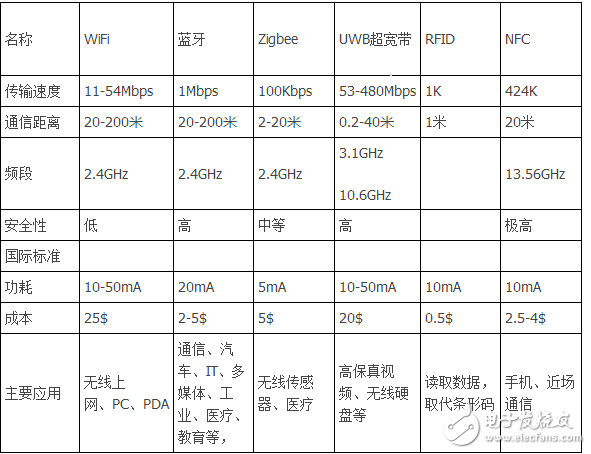 名称 WiFi 蓝牙 Zigbee UWB超宽带 RFID NFC
传输速度 11-54Mbps 1Mbps 100Kbps 53-480Mbps 1K 424K
通信距离 20-200米 20-200米 2-20米 0.2-40米 1米 20米
频段 2.4GHz 2.4GHz 2.4GHz 3.1GHz 13.56GHz
10.6GHz
安全性 低 高 中等 高 极高
国际标准
功耗 10-50mA 20mA 5mA 10-50mA 10mA 10mA
成本 25$ 2-5$ 5$ 20$ 0.5$ 2.5-4$
主要应用
无线上
网、PC、PDA
通信、汽
车、IT、多
媒体、工
业、医疗、
教育等，
无线传感
器、医疗
高保真视
频、无线硬
盘等
读取数据，
取代条形码
手机、近场
通信
电子发烧友
www.elecfans.com